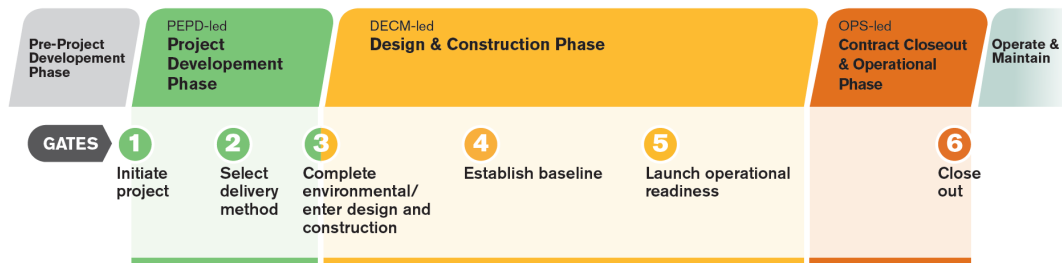 Pre-Project
Developement
Phase
PEPD-led
Project
Developement
Phase
DECM-led
Design & Construction Phase
OPS-led
Contract Closeout
& Operational
Phase
Operate &
Maintain
GATES
1
Initiate
project
2
Select
delivery
method
3
Complete
environmental/
enter design and
construction
4
Establish baseline
5
Launch operational
readiness
6
Close
out